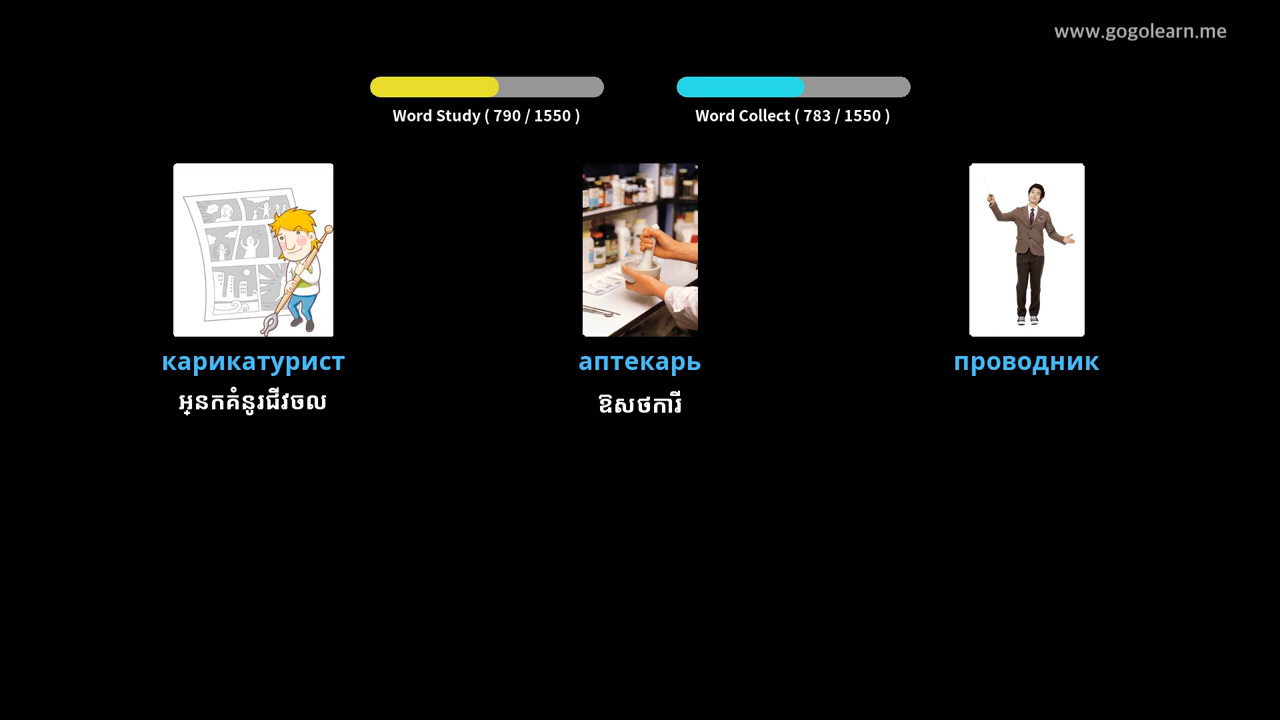 www.gogolearn.me
Word Study ( 790 / 1550 )
Word Collect ( 783 / 1550 )
карикатурист
аптекарь
проводник
អ្នកគំនូរជីវចល
ឱសថការី